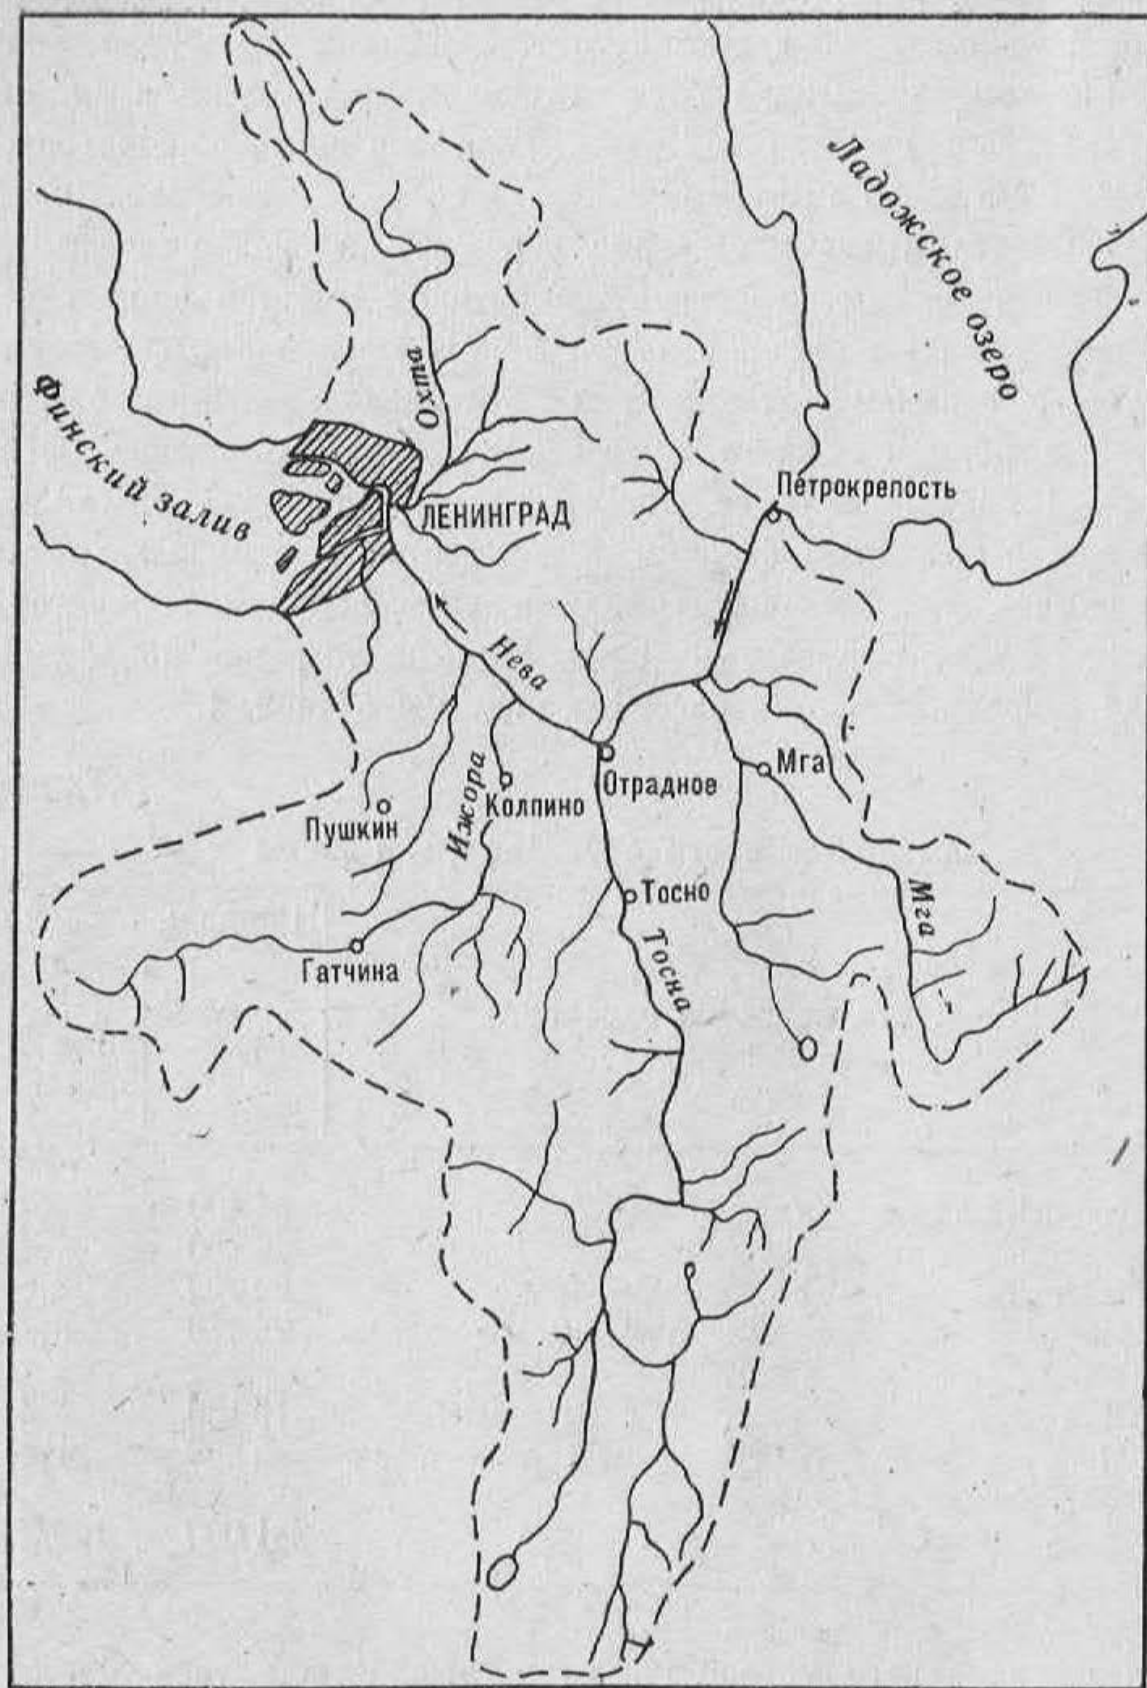 Ладожское озеро
Охта
Финский залив
Петрокрепость
ЛЕНИНГРАД
Нева
Мга
Ижора
Отрадное
Колпино
Пушкин
Тосно
Мга
Тосна
Гатчина